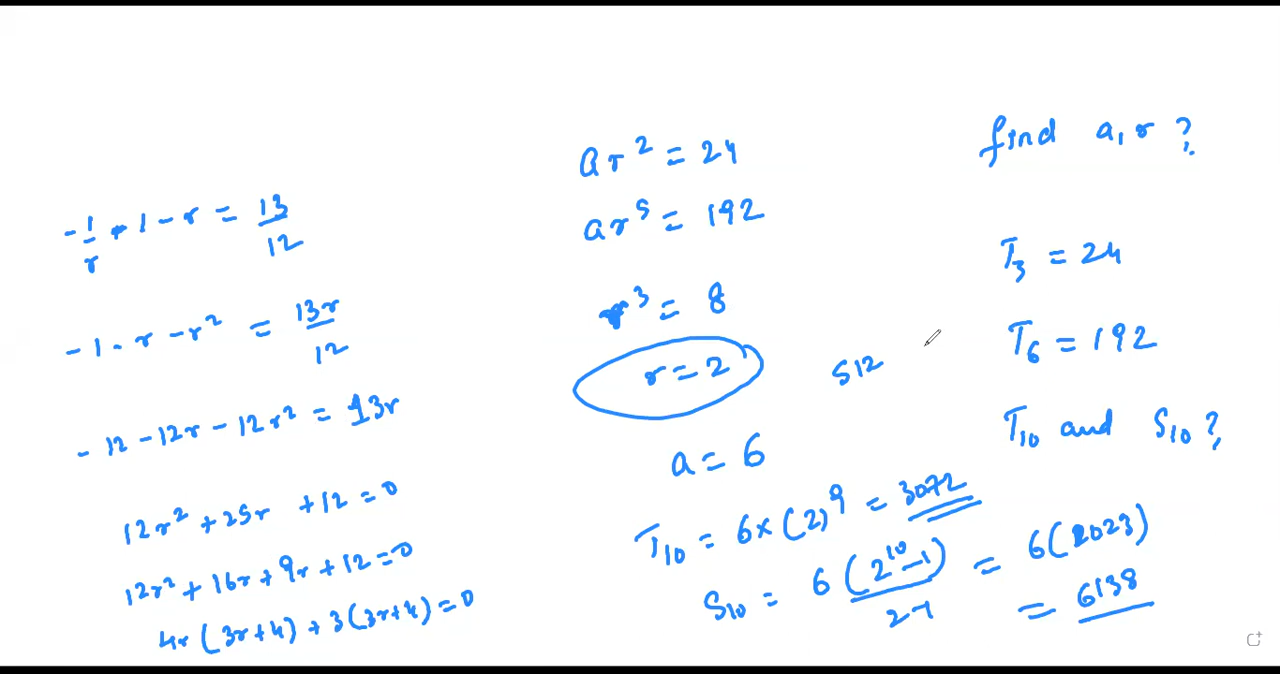 -1/r + 1 - r = 13/12
-1 - r - r² = 13r/12
-12 - 12r - 12r² = 13r
12r² + 25r + 12 = 0
12r² + 16r + 9r + 12 = 0
4r(3r+4) + 3(3r+4) = 0
ar² = 24
ar⁵ = 192
r³ = 8
r = 2
a = 6
S12
T₁₀ = 6×(2)⁹ = 3072
S₁₀ = 6(2¹⁰-1)/2-1 = 6(2023)
= 6138
find a, r ?
T₃ = 24
T₆ = 192
T₁₀ and S₁₀ ?